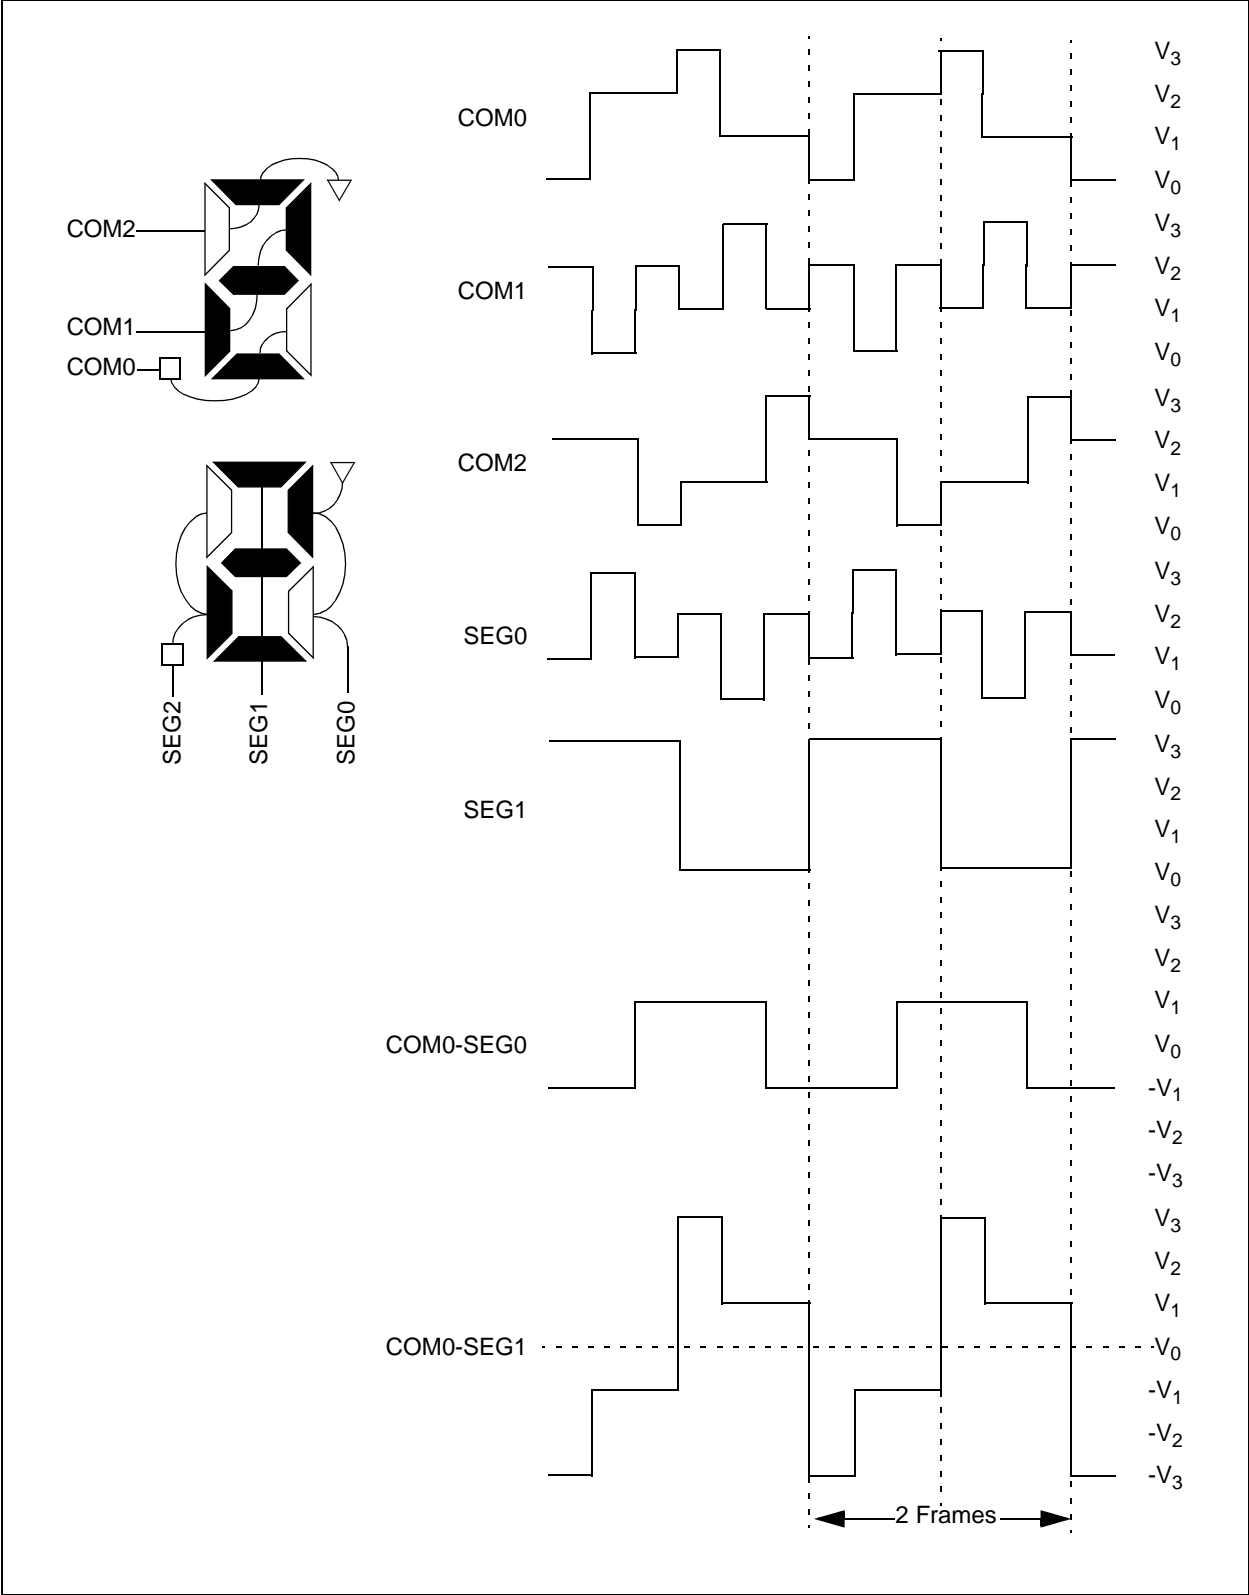 COM2
COM1
COM0
SEG2
SEG1
SEG0
COM0
V3
V2
V1
V0
COM1
V3
V2
V1
V0
COM2
V3
V2
V1
V0
SEG0
V3
V2
V1
V0
SEG1
V3
V2
V1
V0
COM0-SEG0
V3
V2
V1
V0
-V1
-V2
-V3
COM0-SEG1
V3
V2
V1
V0
-V1
-V2
-V3
2 Frames